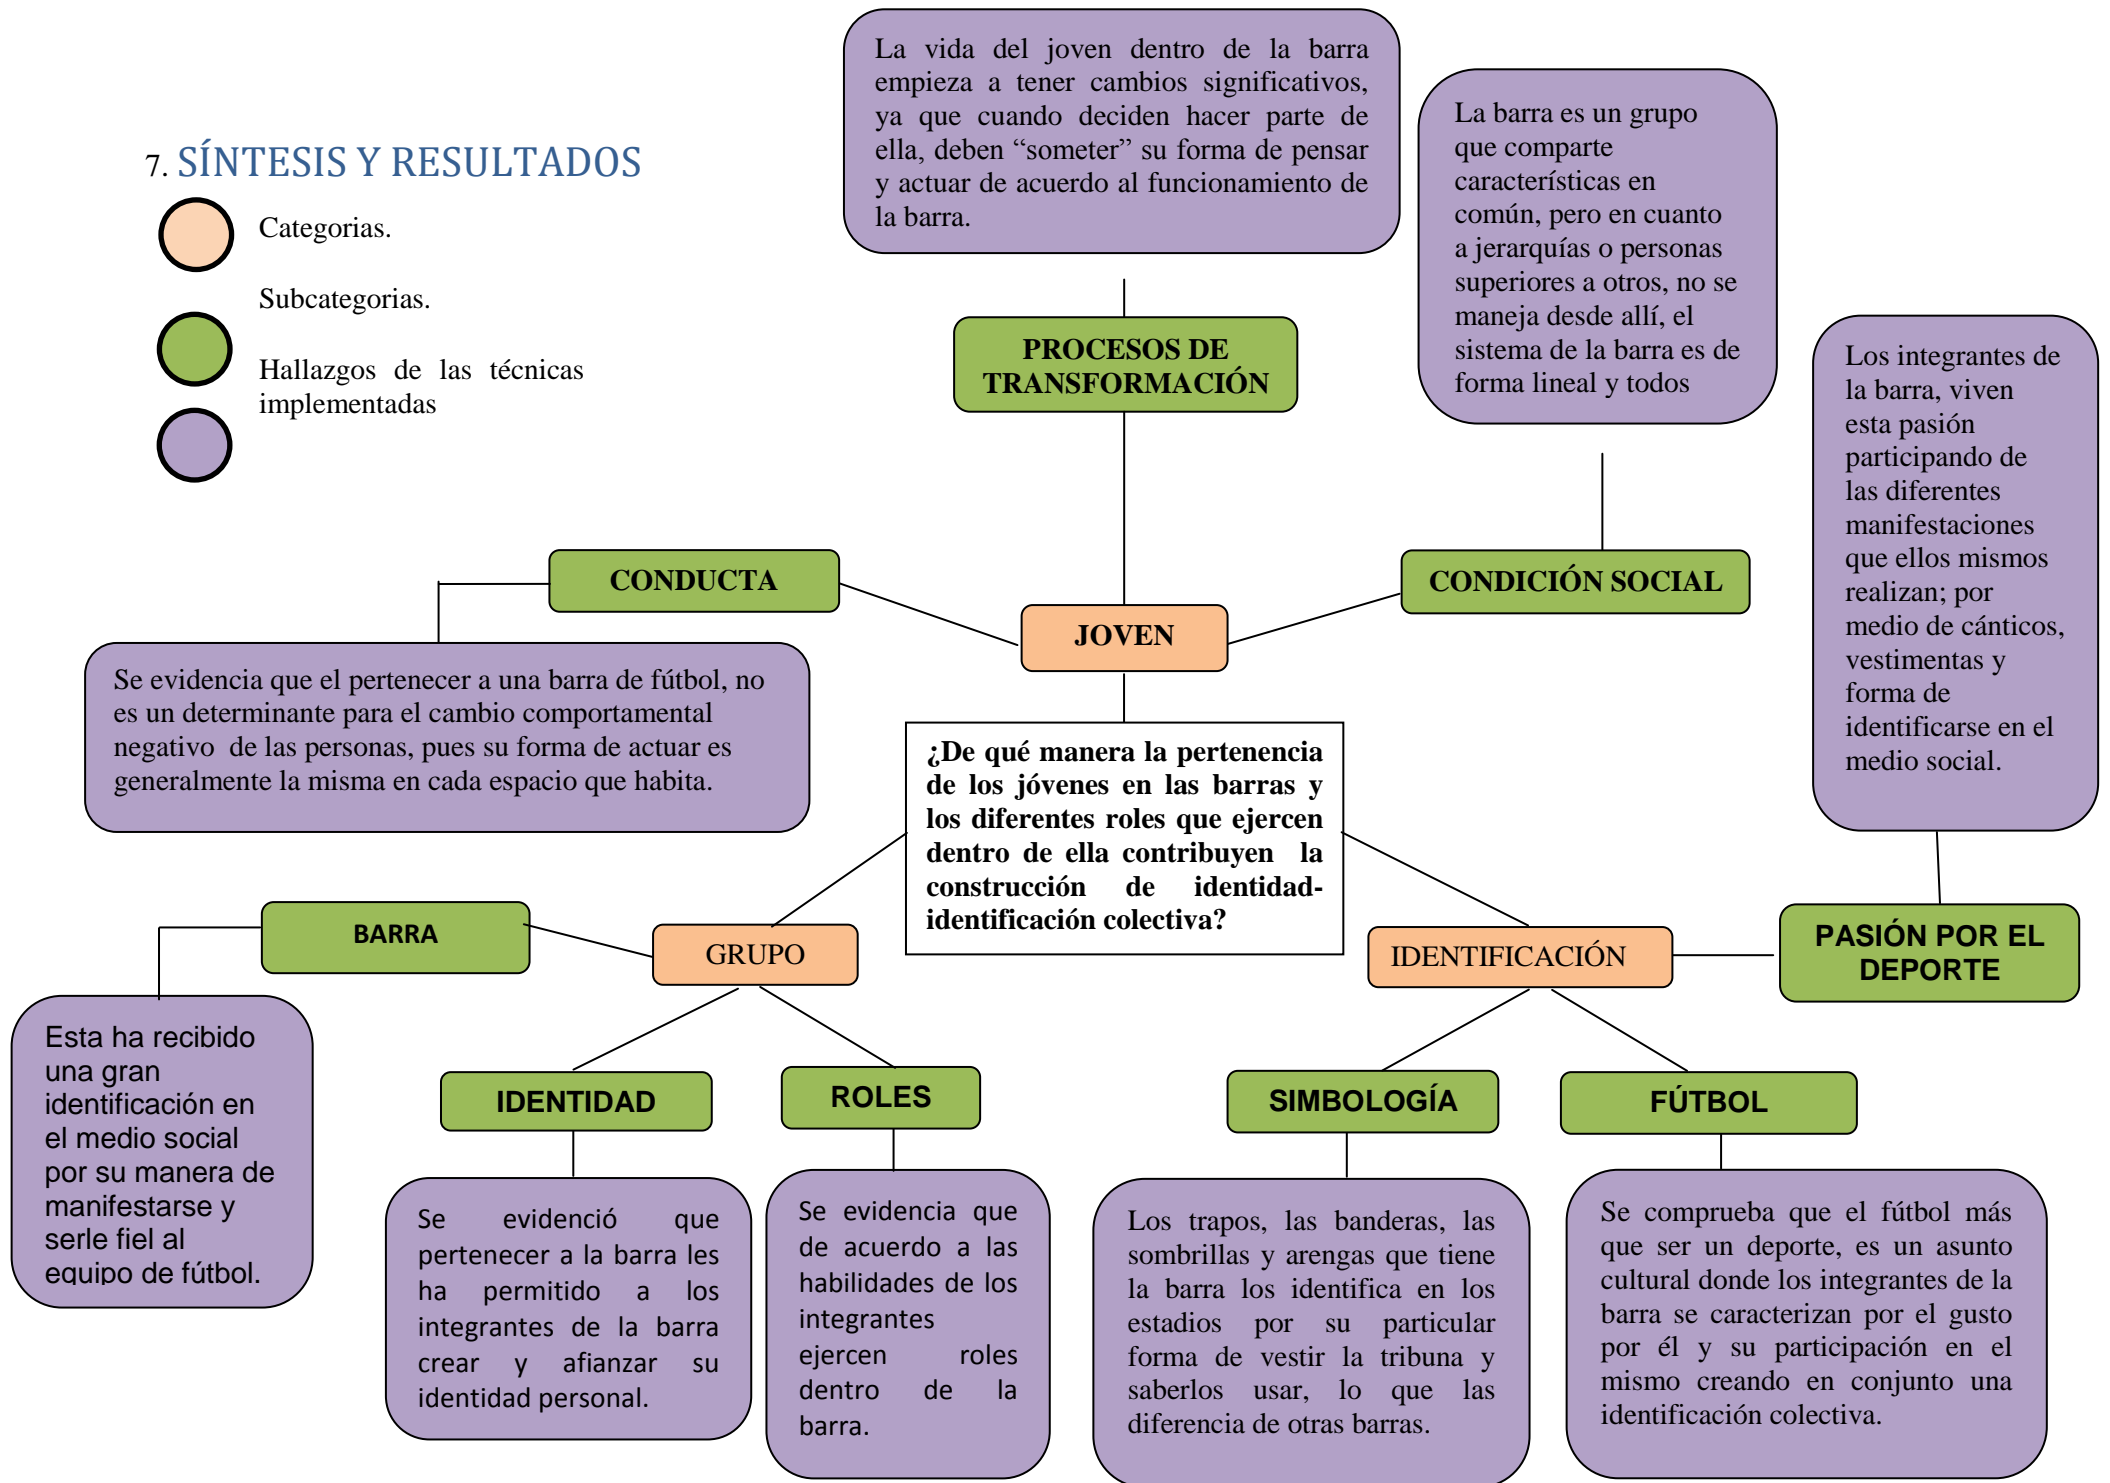 7. SÍNTESIS Y RESULTADOS
Categorias.
Subcategorias.
Hallazgos de las técnicas
implementadas
La vida del joven dentro de la barra
empieza a tener cambios significativos,
ya que cuando deciden hacer parte de
ella, deben “someter” su forma de pensar
y actuar de acuerdo al funcionamiento de
la barra.
La barra es un grupo
que comparte
características en
común, pero en cuanto
a jerarquías o personas
superiores a otros, no se
maneja desde allí, el
sistema de la barra es de
forma lineal y todos
PROCESOS DE
TRANSFORMACIÓN
Los integrantes de
la barra, viven
esta pasión
participando de
las diferentes
manifestaciones
que ellos mismos
realizan; por
medio de cánticos,
vestimentas y
forma de
identificarse en el
medio social.
CONDUCTA
CONDICIÓN SOCIAL
JOVEN
Se evidencia que el pertenecer a una barra de fútbol, no
es un determinante para el cambio comportamental
negativo  de las personas, pues su forma de actuar es
generalmente la misma en cada espacio que habita.
¿De qué manera la pertenencia
de los jóvenes en las barras y
los diferentes roles que ejercen
dentro de ella contribuyen  la
construcción de identidad-
identificación colectiva?
BARRA
GRUPO
IDENTIFICACIÓN
PASIÓN POR EL
DEPORTE
Esta ha recibido
una gran
identificación en
el medio social
por su manera de
manifestarse y
serle fiel al
equipo de fútbol.
IDENTIDAD
ROLES
SIMBOLOGÍA
FÚTBOL
Se evidenció que
pertenecer a la barra les
ha permitido a los
integrantes de la barra
crear y afianzar su
identidad personal.
Se evidencia que
de acuerdo a las
habilidades de los
integrantes
ejercen roles
dentro de la
barra.
Los trapos, las banderas, las
sombrillas y arengas que tiene
la barra los identifica en los
estadios por su particular
forma de vestir la tribuna y
saberlos usar, lo que las
diferencia de otras barras.
Se comprueba que el fútbol más
que ser un deporte, es un asunto
cultural donde los integrantes de la
barra se caracterizan por el gusto
por él y su participación en el
mismo creando en conjunto una
identificación colectiva.